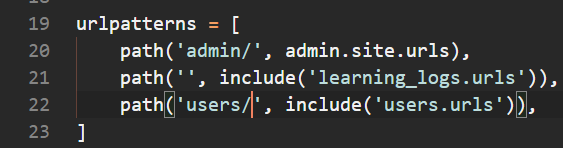 19 urlpatterns = [
20     path('admin/', admin.site.urls),
21     path('', include('learning_logs.urls')),
22     path('users/', include('users.urls')),
23 ]